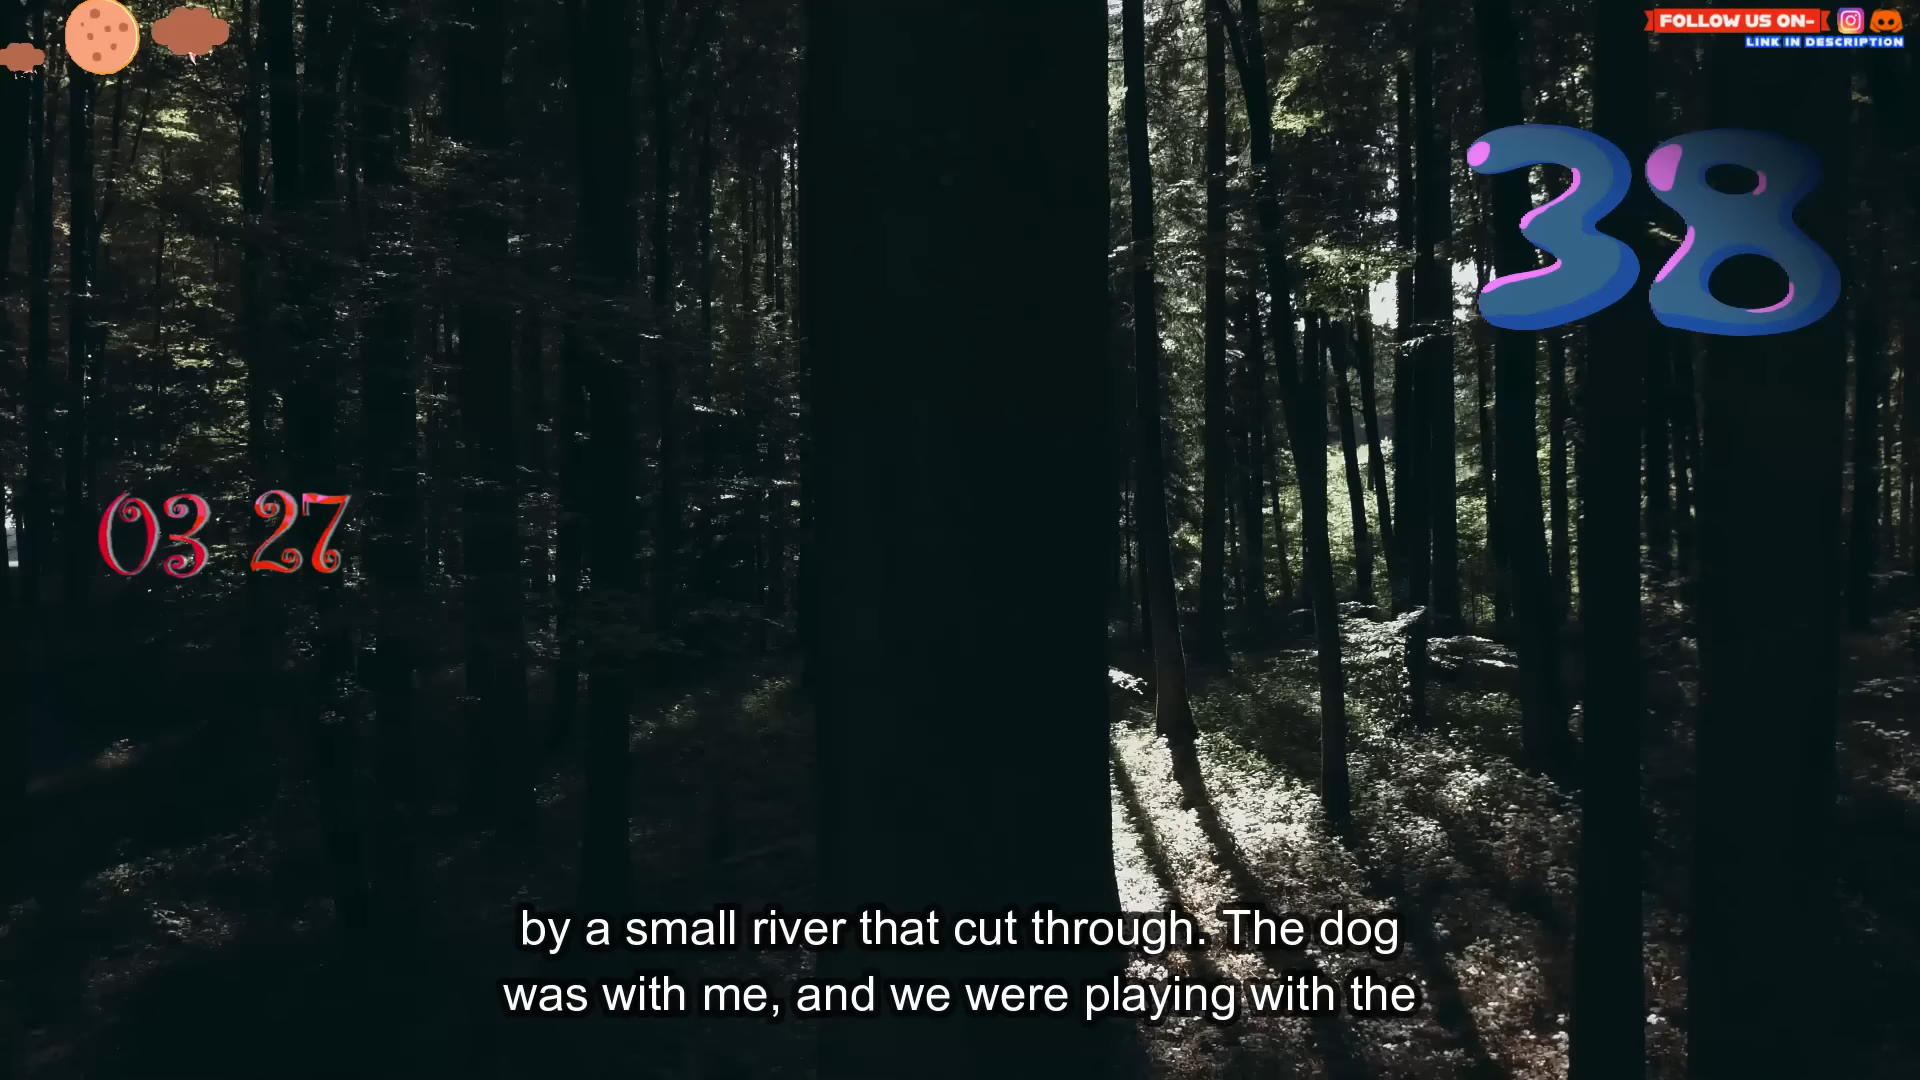 FOLLOW US ON-
LINK IN DESCRIPTION
38
03 27
by a small river that cut through. The dog
was with me, and we were playing with the